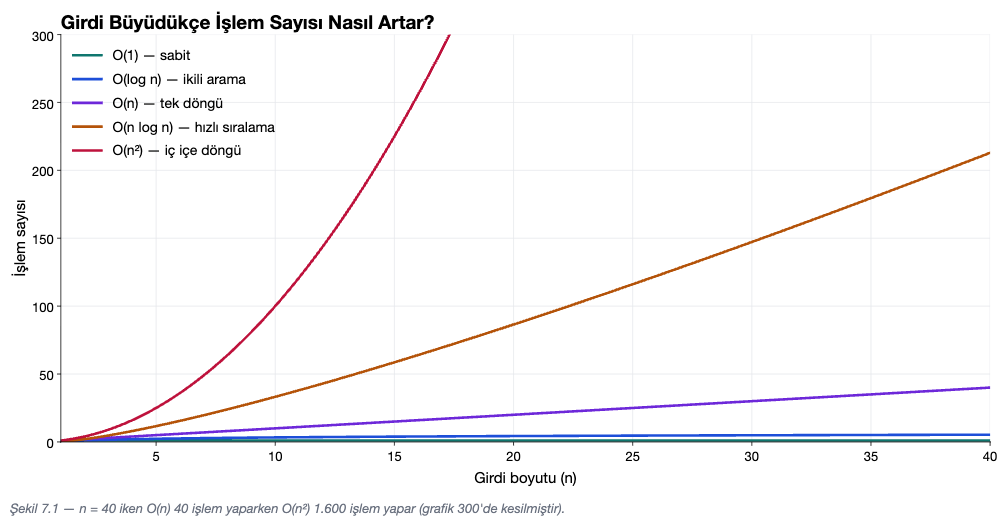 Girdi Büyüdükçe İşlem Sayısı Nasıl Artar?
O(1) — sabit
O(log n) — ikili arama
O(n) — tek döngü
O(n log n) — hızlı sıralama
O(n²) — iç içe döngü
300
250
200
150
100
50
0
İşlem sayısı
5
10
15
20
25
30
35
40
Girdi boyutu (n)
Şekil 7.1 — n = 40 iken O(n) 40 işlem yaparken O(n²) 1.600 işlem yapar (grafik 300'de kesilmiştir).